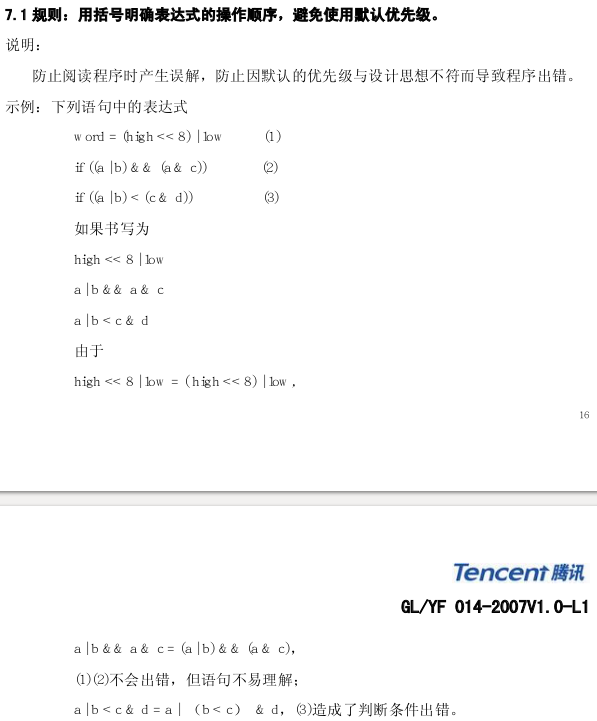 7.1 规则：用括号明确表达式的操作顺序，避免使用默认优先级。
说明：
防止阅读程序时产生误解，防止因默认的优先级与设计思想不符而导致程序出错。
示例：下列语句中的表达式
word = (high << 8) | low (1)
if ((a | b) && (a & c)) (2)
if ((a | b) < (c & d)) (3)
如果书写为
high << 8 | low
a | b && a & c
a | b < c & d
由于
high << 8 | low = ( high << 8) | low ,
16
Tencent 腾讯
GL/YF 014-2007V1.0-L1
a | b && a & c = (a | b) && (a & c),
(1)(2)不会出错，但语句不易理解；
a | b < c & d = a | （b < c） & d，(3)造成了判断条件出错。